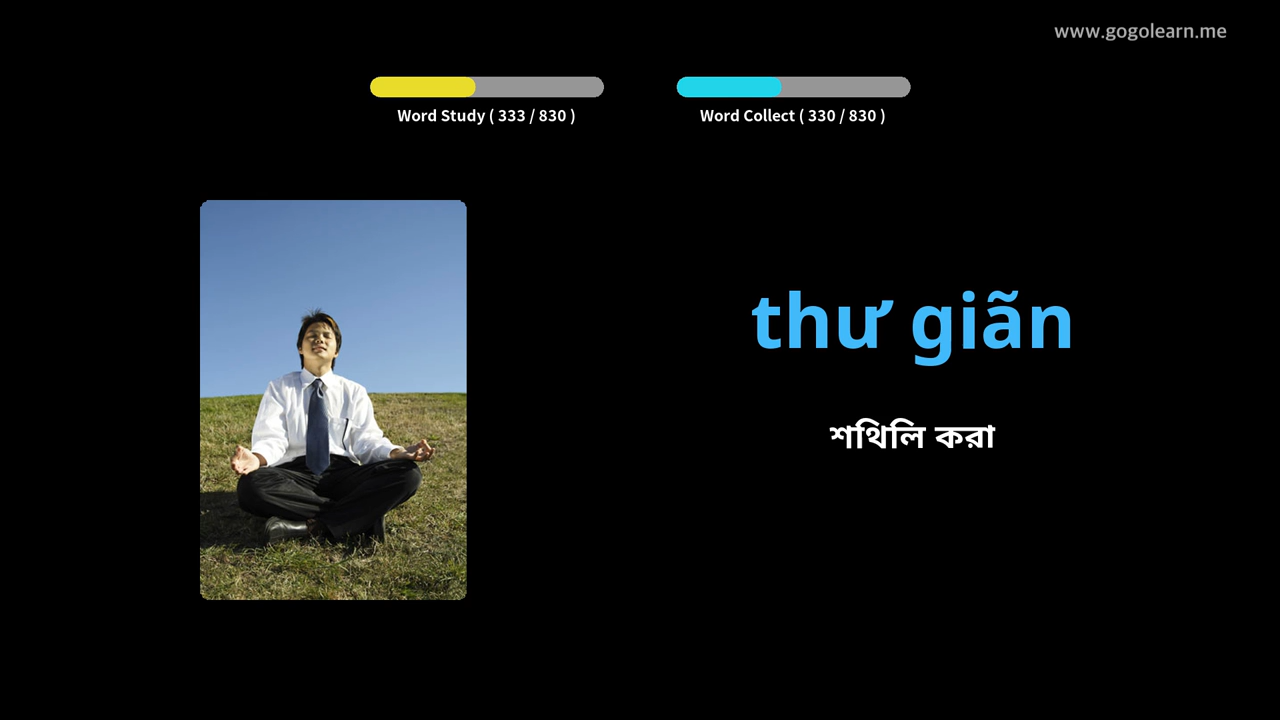 www.gogolearn.me
Word Study ( 333 / 830 )
Word Collect ( 330 / 830 )
thư giãn
শথিিলি করা